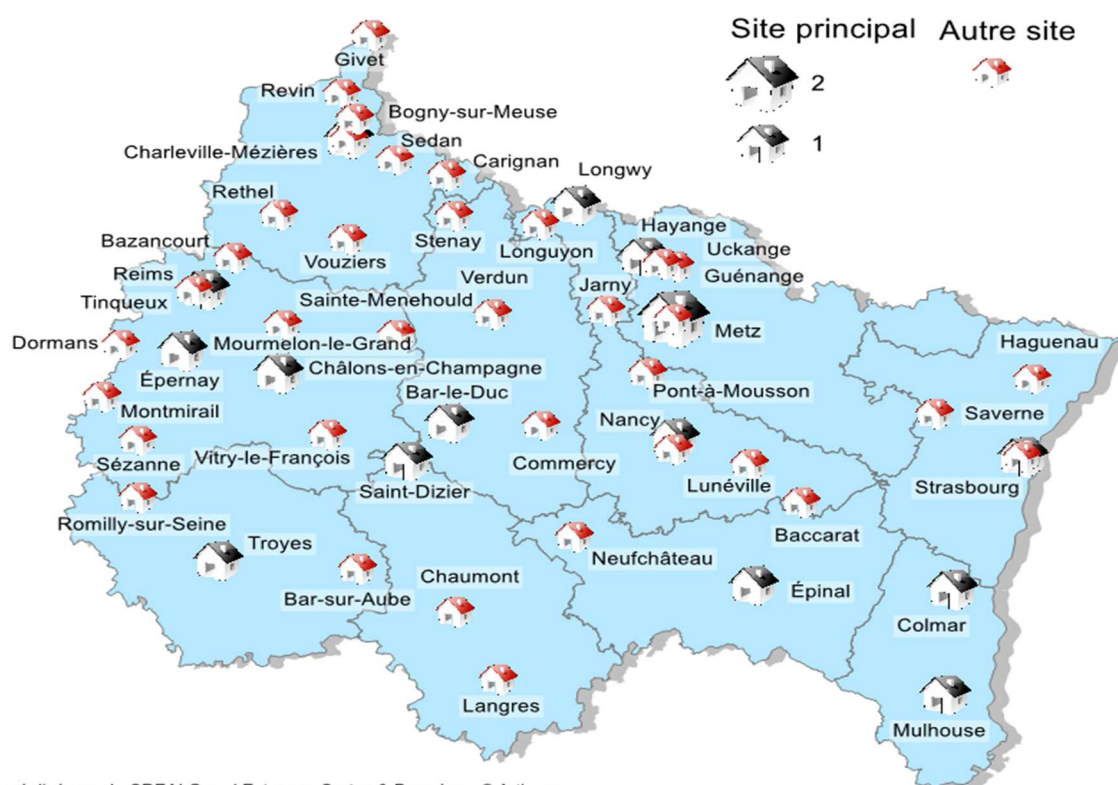 Site principal
Autre site
2
1
Givet
Revin
Bogny-sur-Meuse
Charleville-Mézières
Sedan
Carignan
Longwy
Rethel
Hayange
Bazancourt
Vouziers
Stenay
Longuyon
Uckange
Reims
Verdun
Guénange
Tinqueux
Sainte-Menehould
Jarny
Metz
Dormans
Mourmelon-le-Grand
Haguenau
Épernay
Châlons-en-Champagne
Bar-le-Duc
Pont-à-Mousson
Montmirail
Nancy
Saverne
Sézanne
Vitry-le-François
Commercy
Lunéville
Strasbourg
Saint-Dizier
Romilly-sur-Seine
Baccarat
Troyes
Neufchâteau
Chaumont
Bar-sur-Aube
Épinal
Colmar
Langres
Mulhouse